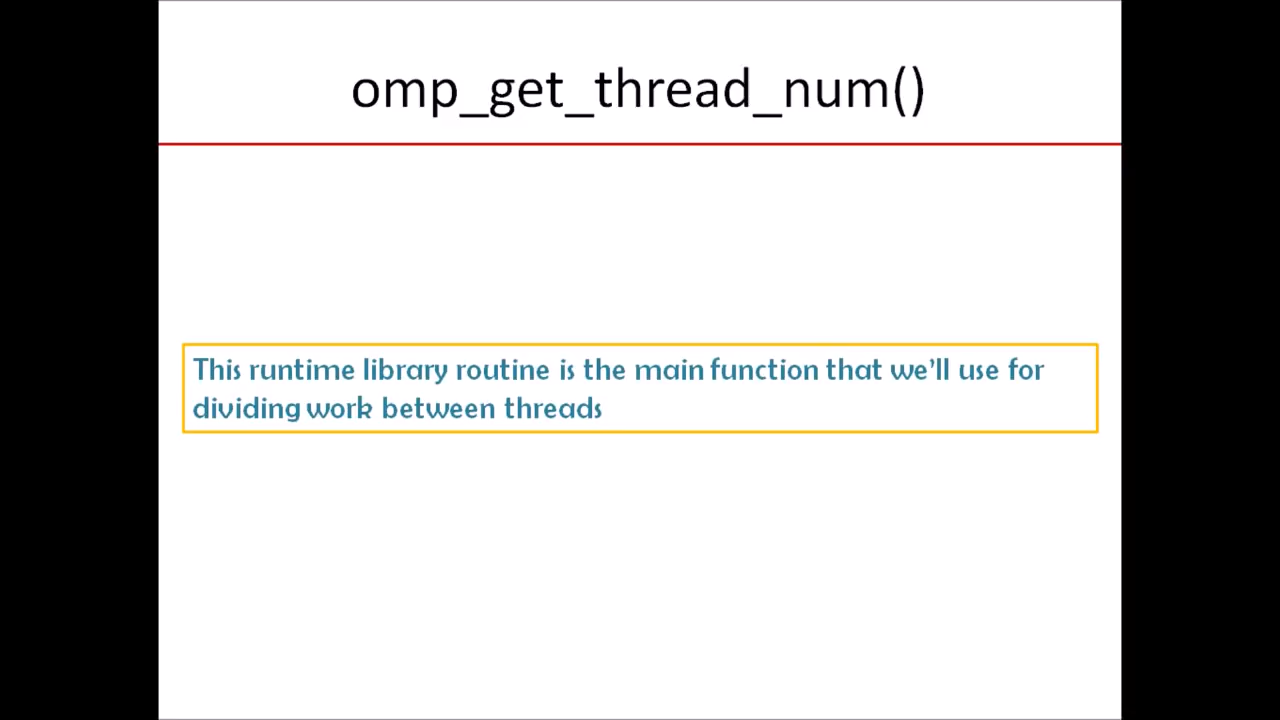 omp_get_thread_num()
This runtime library routine is the main function that we’ll use for
dividing work between threads